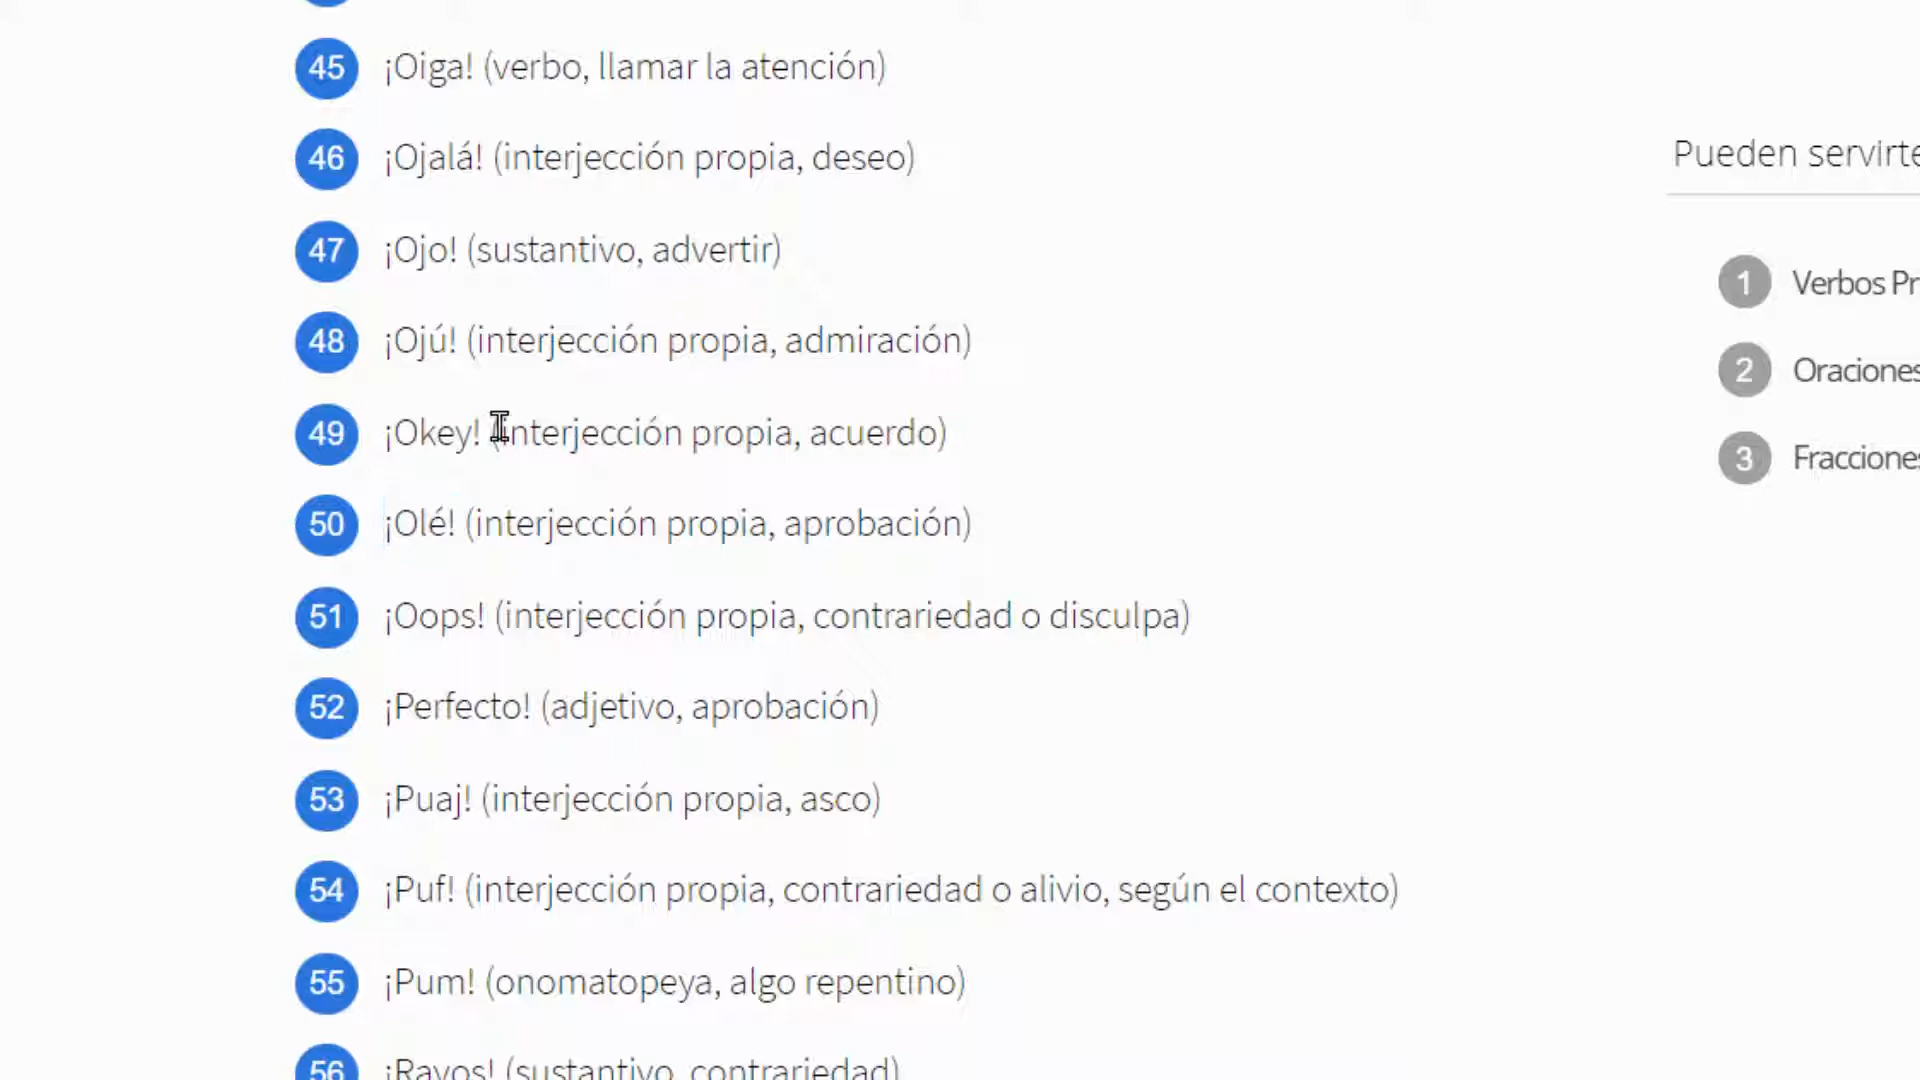 45 ¡Oiga! (verbo, llamar la atención)
46 ¡Ojalá! (interjección propia, deseo)
47 ¡Ojo! (sustantivo, advertir)
48 ¡Ojú! (interjección propia, admiración)
49 ¡Okey! (interjección propia, acuerdo)
50 ¡Olé! (interjección propia, aprobación)
51 ¡Oops! (interjección propia, contrariedad o disculpa)
52 ¡Perfecto! (adjetivo, aprobación)
53 ¡Puaj! (interjección propia, asco)
54 ¡Puf! (interjección propia, contrariedad o alivio, según el contexto)
55 ¡Pum! (onomatopeya, algo repentino)
56 ¡Rayos! (sustantivo, contrariedad)
Pueden servirte
1 Verbos Pr
2 Oraciones
3 Fracciones